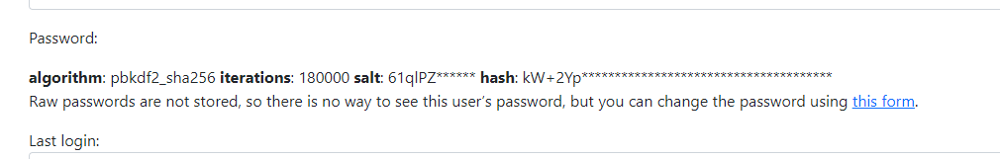 Password:
algorithm: pbkdf2_sha256 iterations: 180000 salt: 61qlPZ****** hash: kW+2Yp**************************************
Raw passwords are not stored, so there is no way to see this user’s password, but you can change the password using this form.
Last login: